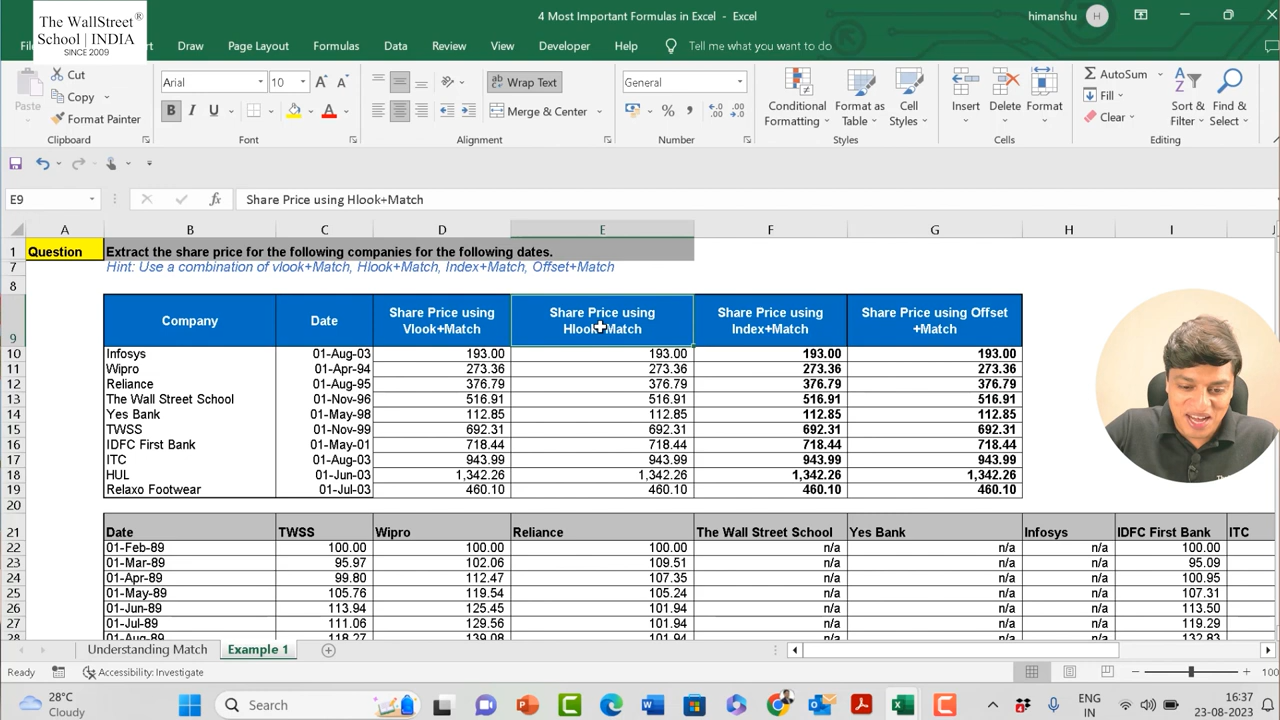 The WallStreet®
School | INDIA
SINCE 2009
4 Most Important Formulas in Excel - Excel
himanshu H
Draw Page Layout Formulas Data Review View Developer Help Tell me what you want to do
Paste
Cut
Copy
Format Painter
Clipboard
Arial 10
B I U
Font
Wrap Text
Merge & Center
Alignment
General
Number
Conditional Formatting
Format as Table
Cell Styles
Styles
Insert Delete Format
Cells
AutoSum
Fill
Clear
Sort & Filter
Find & Select
Editing
E9 fx Share Price using Hlook+Match
A B C D E F G H I
1 Question Extract the share price for the following companies for the following dates.
7 Hint: Use a combination of vlook+Match, Hlook+Match, Index+Match, Offset+Match
8
9 Company Date Share Price using Vlook+Match Share Price using Hlook+Match Share Price using Index+Match Share Price using Offset +Match
10 Infosys 01-Aug-03 193.00 193.00 193.00 193.00
11 Wipro 01-Apr-94 273.36 273.36 273.36 273.36
12 Reliance 01-Aug-95 376.79 376.79 376.79 376.79
13 The Wall Street School 01-Nov-96 516.91 516.91 516.91 516.91
14 Yes Bank 01-May-98 112.85 112.85 112.85 112.85
15 TWSS 01-Nov-99 692.31 692.31 692.31 692.31
16 IDFC First Bank 01-May-01 718.44 718.44 718.44 718.44
17 ITC 01-Aug-03 943.99 943.99 943.99 943.99
18 HUL 01-Jun-03 1,342.26 1,342.26 1,342.26 1,342.26
19 Relaxo Footwear 01-Jul-03 460.10 460.10 460.10 460.10
20
21 Date TWSS Wipro Reliance The Wall Street School Yes Bank Infosys IDFC First Bank ITC
22 01-Feb-89 100.00 100.00 100.00 n/a n/a n/a 100.00
23 01-Mar-89 95.97 102.06 109.51 n/a n/a n/a 95.09
24 01-Apr-89 99.80 112.47 107.35 n/a n/a n/a 100.95
25 01-May-89 105.76 119.54 105.34 n/a n/a n/a 107.31
26 01-Jun-89 113.94 125.45 101.94 n/a n/a n/a 113.50
27 01-Jul-89 111.06 129.56 101.94 n/a n/a n/a 119.29
28 01-Aug-89 118.27 139.08 101.94 n/a n/a n/a 132.83
Understanding Match Example 1
Ready Accessibility: Investigate 100
28°C
Cloudy
Search
ENG
IN
16:37
23-08-2023